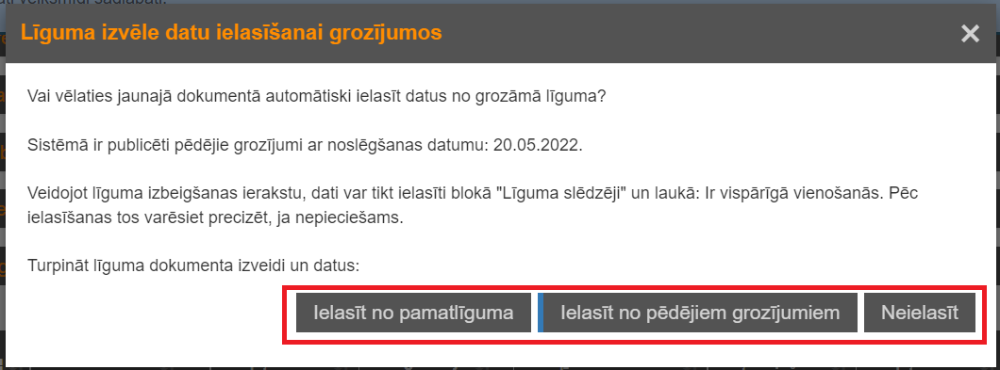 Līguma izvēle datu ielasīšanai grozījumos
Vai vēlaties jaunajā dokumentā automātiski ielasīt datus no grozāmā līguma?
Sistēmā ir publicēti pēdējie grozījumi ar noslēgšanas datumu: 20.05.2022.
Veidojot līguma izbeigšanas ierakstu, dati var tikt ielasīti blokā "Līguma slēdzēji" un laukā: Ir vispārīgā vienošanās. Pēc
ielasīšanas tos varēsiet precizēt, ja nepieciešams.
Turpināt līguma dokumenta izveidi un datus:
Ielasīt no pamatlīguma Ielasīt no pēdējiem grozījumiem Neielasīt